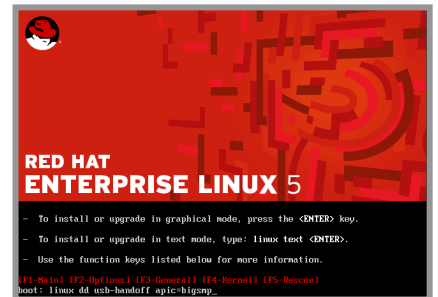 RED HAT
ENTERPRISE LINUX 5
- To install or upgrade in graphical mode, press the <ENTER> key.
- To install or upgrade in text mode, type: linux text <ENTER>.
- Use the function keys listed below for more information.
[F1-Main] [F2-Options] [F3-General] [F4-Kernel] [F5-Rescue]
boot: linux dd usb-handoff apic=bigsmp_